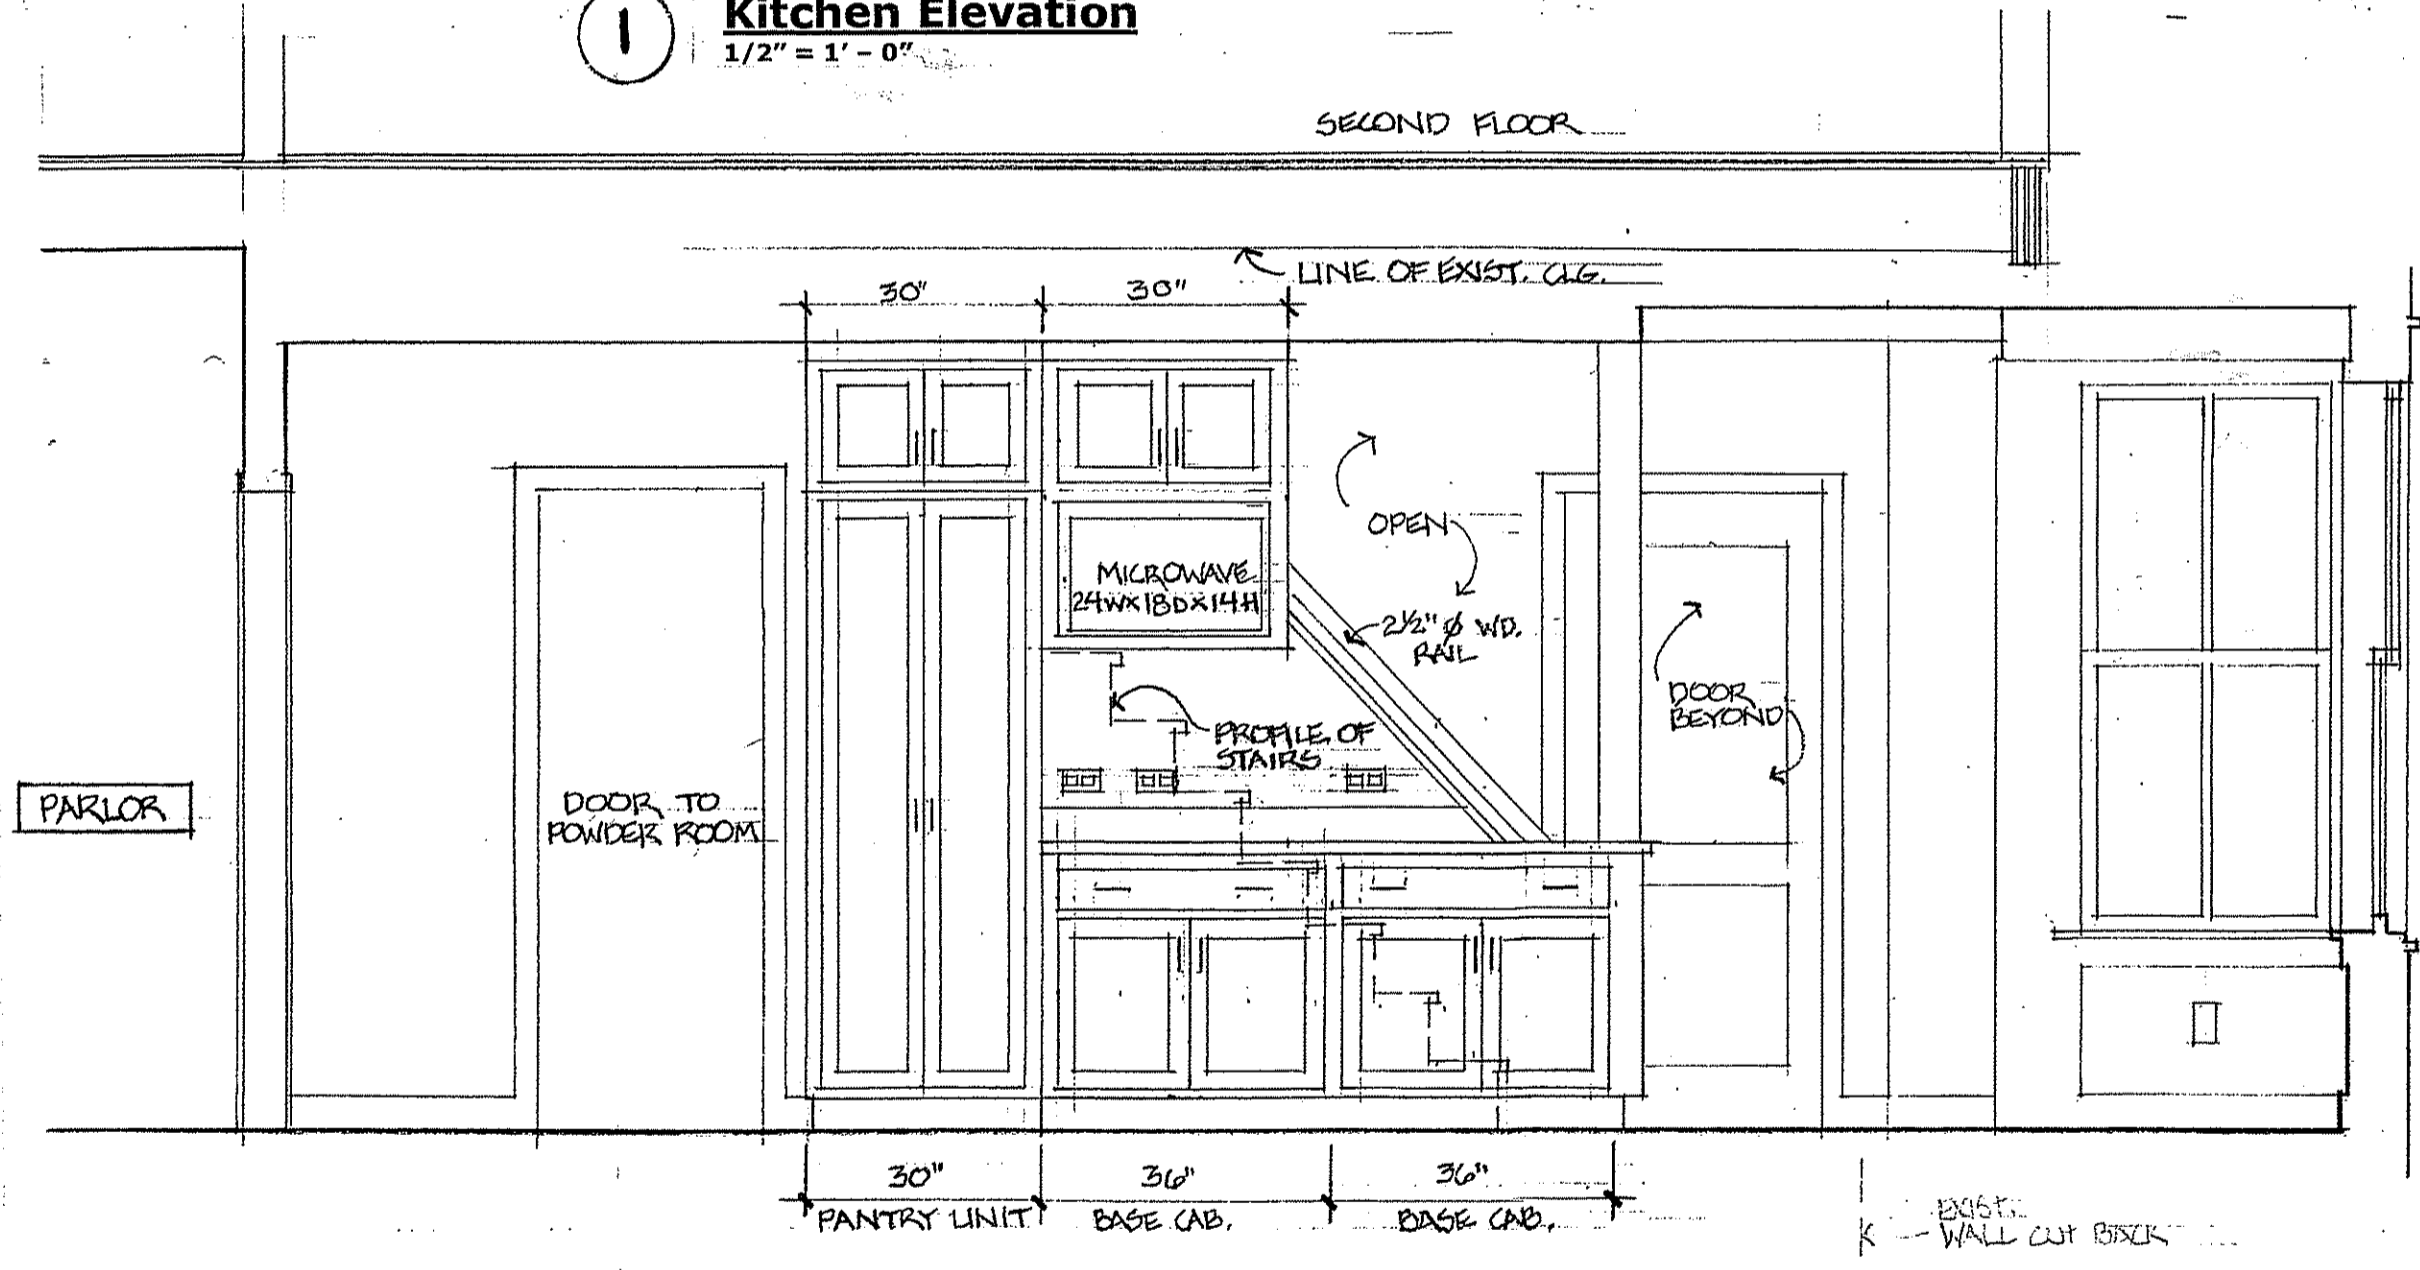 1
Kitchen Elevation
1/2” = 1’ – 0”
SECOND FLOOR
LINE OF EXIST. CLG.
30"
30"
OPEN
MICROWAVE
24WX18DX14H
2½" Ø WD.
RAIL
DOOR
BEYOND
PROFILE OF
STAIRS
PARLOR
DOOR TO
POWDER ROOM
30"
36"
36"
PANTRY UNIT
BASE CAB.
BASE CAB.
EXIST.
WALL CUT BACK